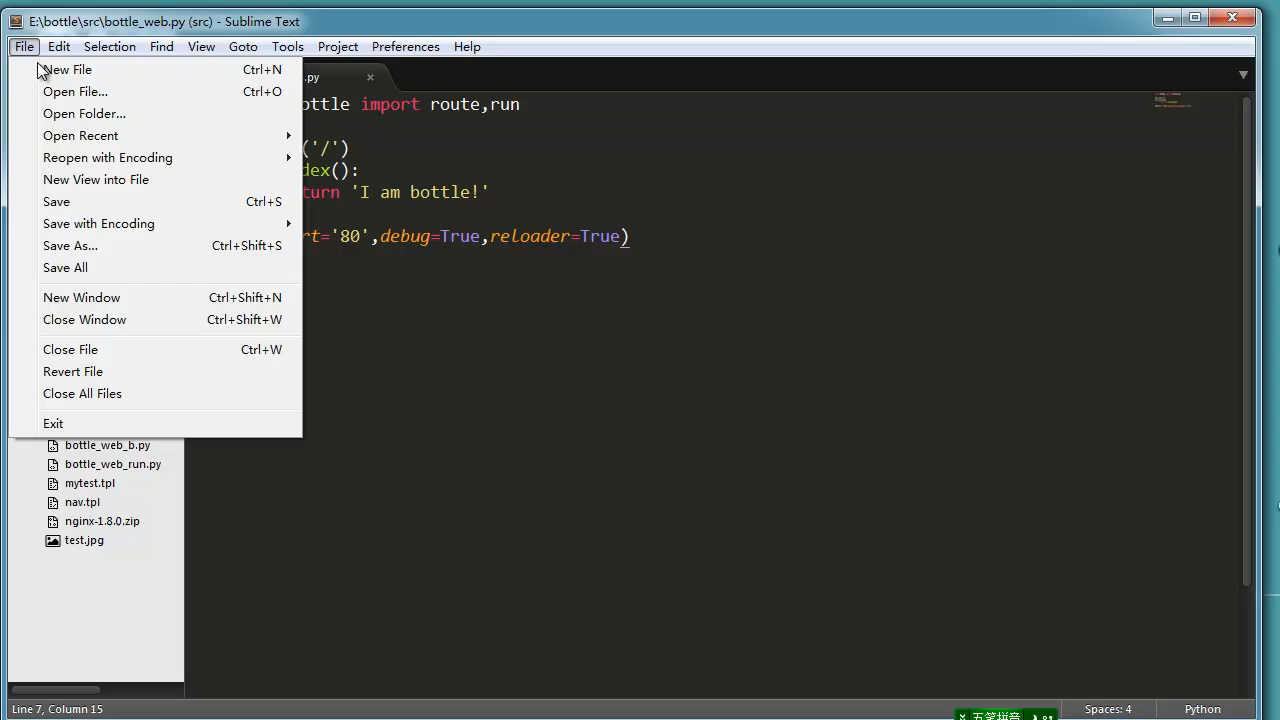 E:\bottle\src\bottle_web.py (src) - Sublime Text
File Edit Selection Find View Goto Tools Project Preferences Help
New File Ctrl+N
Open File... Ctrl+O
Open Folder...
Open Recent
Reopen with Encoding
New View into File
Save Ctrl+S
Save with Encoding
Save As... Ctrl+Shift+S
Save All
New Window Ctrl+Shift+N
Close Window Ctrl+Shift+W
Close File Ctrl+W
Revert File
Close All Files
Exit
.py
ottle import route,run
('/')
dex():
turn 'I am bottle!'
rt='80',debug=True,reloader=True)
bottle_web_b.py
bottle_web_run.py
mytest.tpl
nav.tpl
nginx-1.8.0.zip
test.jpg
Line 7, Column 15
五笔拼音
Spaces: 4
Python